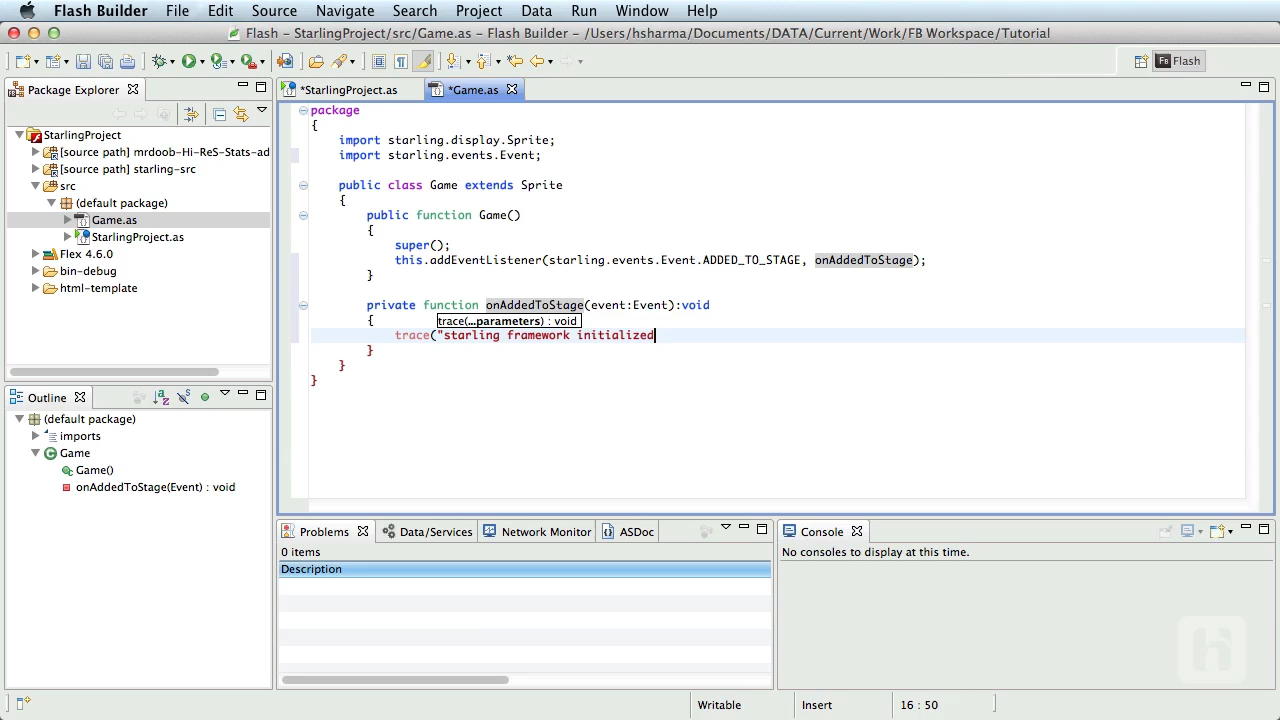 Flash Builder File Edit Source Navigate Search Project Data Run Window Help
Flash – StarlingProject/src/Game.as – Flash Builder – /Users/hsharma/Documents/DATA/Current/Work/FB Workspace/Tutorial
Fb Flash
Package Explorer
StarlingProject
[source path] mrdoob-Hi-ReS-Stats-ad
[source path] starling-src
src
(default package)
Game.as
StarlingProject.as
Flex 4.6.0
bin-debug
html-template
Outline
(default package)
imports
Game
Game()
onAddedToStage(Event) : void
*StarlingProject.as *Game.as
package
{
import starling.display.Sprite;
import starling.events.Event;
public class Game extends Sprite
{
public function Game()
{
super();
this.addEventListener(starling.events.Event.ADDED_TO_STAGE, onAddedToStage);
}
private function onAddedToStage(event:Event):void
{
trace(...parameters) : void
trace("starling framework initialized
}
}
}
Problems Data/Services Network Monitor ASDoc
0 items
Description
Console
No consoles to display at this time.
h
Writable Insert 16 : 50